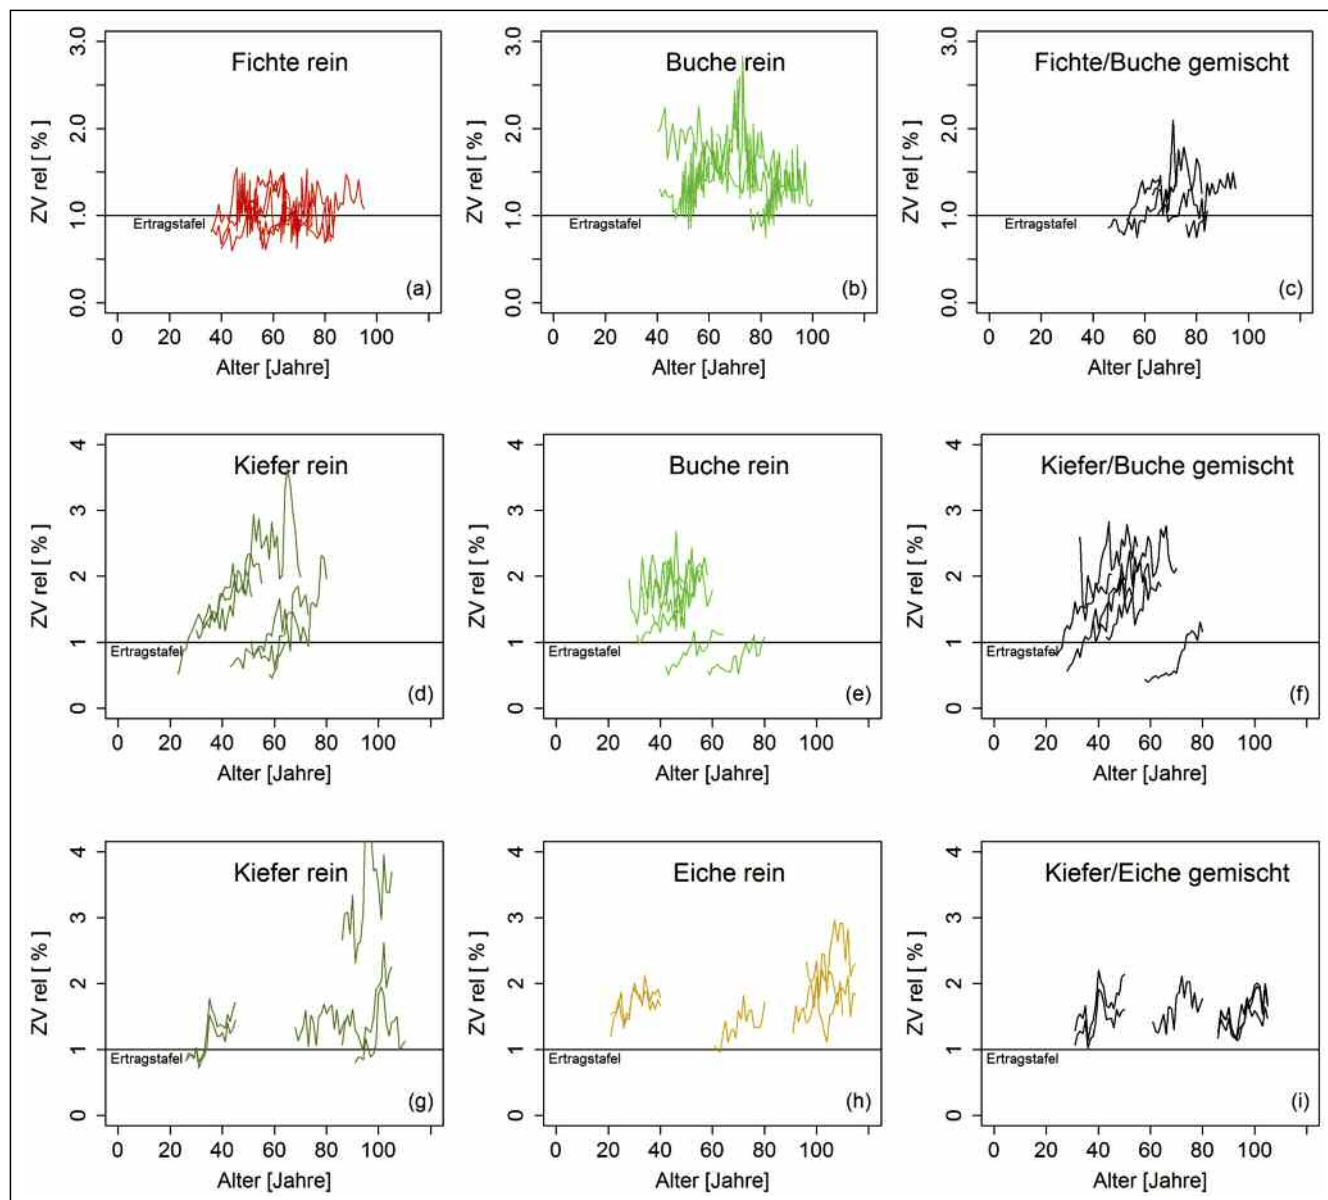 Fichte rein
ZV rel [ % ]
3.0
2.0
1.0
0.0
Ertragstafel
(a)
0 20 40 60 80 100
Alter [Jahre]
Buche rein
ZV rel [ % ]
3.0
2.0
1.0
0.0
Ertragstafel
(b)
0 20 40 60 80 100
Alter [Jahre]
Fichte/Buche gemischt
ZV rel [ % ]
3.0
2.0
1.0
0.0
Ertragstafel
(c)
0 20 40 60 80 100
Alter [Jahre]
Kiefer rein
ZV rel [ % ]
4
3
2
1
0
Ertragstafel
(d)
0 20 40 60 80 100
Alter [Jahre]
Buche rein
ZV rel [ % ]
4
3
2
1
0
Ertragstafel
(e)
0 20 40 60 80 100
Alter [Jahre]
Kiefer/Buche gemischt
ZV rel [ % ]
4
3
2
1
0
Ertragstafel
(f)
0 20 40 60 80 100
Alter [Jahre]
Kiefer rein
ZV rel [ % ]
4
3
2
1
0
Ertragstafel
(g)
0 20 40 60 80 100
Alter [Jahre]
Eiche rein
ZV rel [ % ]
4
3
2
1
0
Ertragstafel
(h)
0 20 40 60 80 100
Alter [Jahre]
Kiefer/Eiche gemischt
ZV rel [ % ]
4
3
2
1
0
Ertragstafel
(i)
0 20 40 60 80 100
Alter [Jahre]